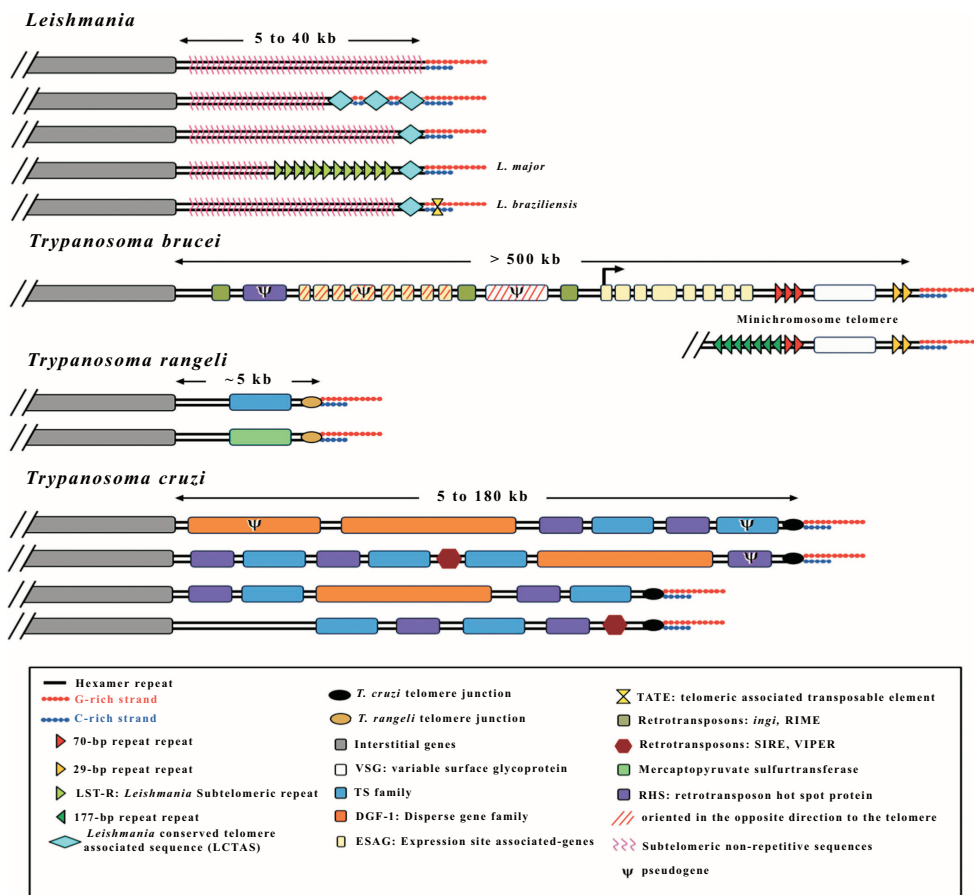 Leishmania
5 to 40 kb
L. major
L. braziliensis
Trypanosoma brucei
> 500 kb
Ψ Ψ Ψ
Minichromosome telomere
Trypanosoma rangeli
~5 kb
Trypanosoma cruzi
5 to 180 kb
Ψ Ψ
Ψ
Hexamer repeat
G-rich strand
C-rich strand
70-bp repeat repeat
29-bp repeat repeat
LST-R: Leishmania Subtelomeric repeat
177-bp repeat repeat
Leishmania conserved telomere
associated sequence (LCTAS)
T. cruzi telomere junction
T. rangeli telomere junction
Interstitial genes
VSG: variable surface glycoprotein
TS family
DGF-1: Disperse gene family
ESAG: Expression site associated-genes
TATE: telomeric associated transposable element
Retrotransposons: ingi, RIME
Retrotransposons: SIRE, VIPER
Mercaptopyruvate sulfurtransferase
RHS: retrotransposon hot spot protein
oriented in the opposite direction to the telomere
Subtelomeric non-repetitive sequences
Ψ pseudogene